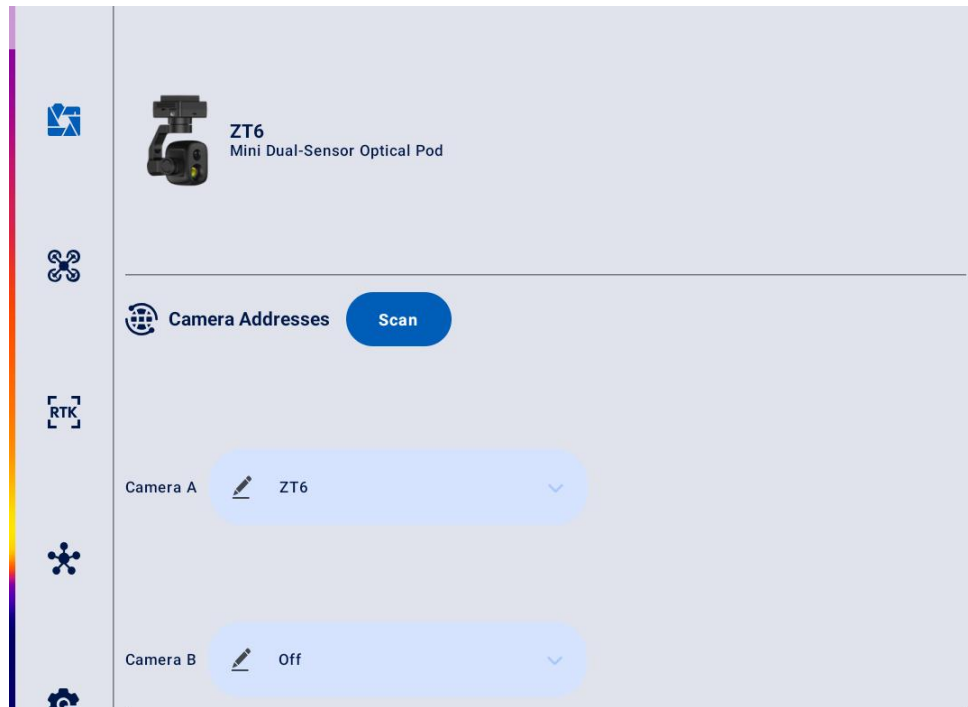 ZT6
Mini Dual-Sensor Optical Pod
Camera Addresses
Scan
RTK
Camera A
ZT6
Camera B
Off